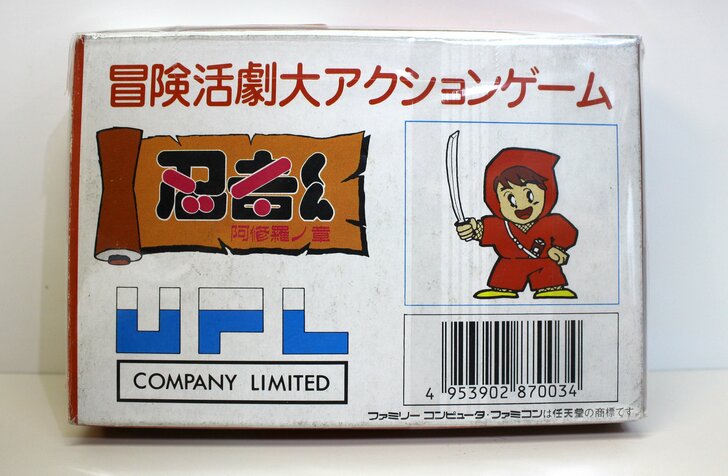 冒険活劇大アクションゲーム
忍者くん
阿修羅ノ章
UPL
COMPANY LIMITED
4 953902 870034
ファミリー コンピュータ・ファミコンは任天堂の商標です